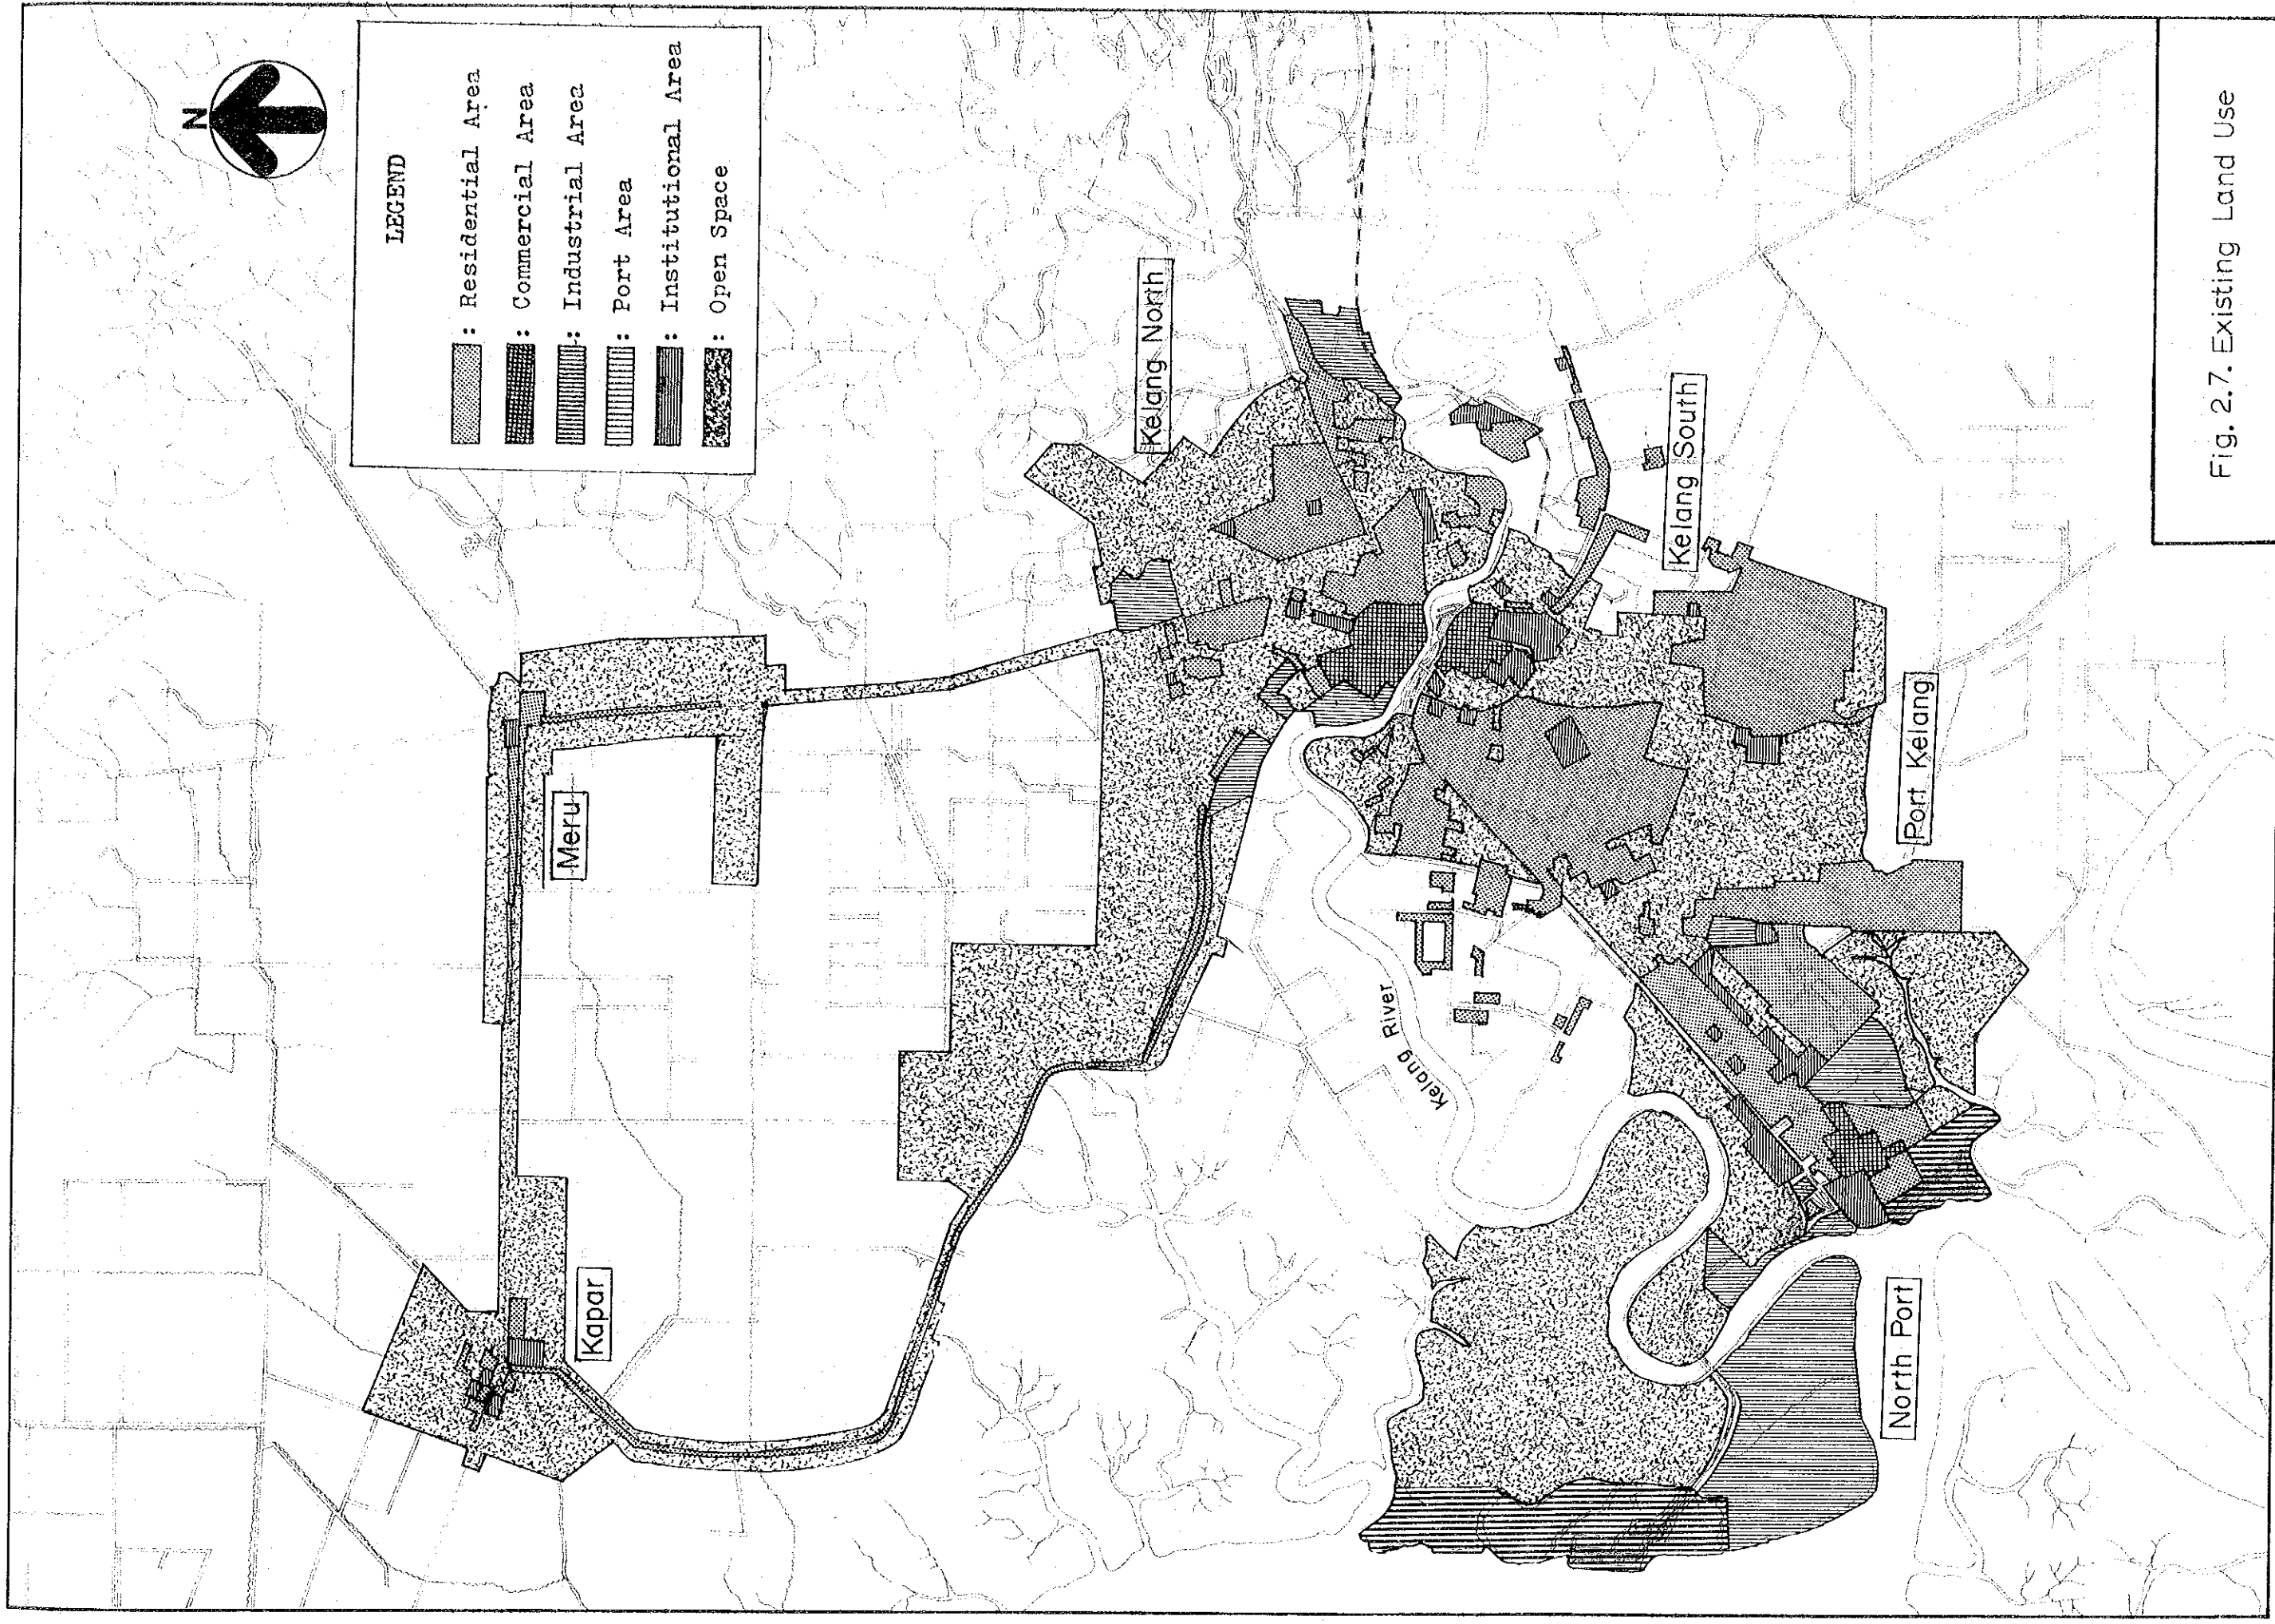 N
LEGEND
: Residential Area
: Commercial Area
: Industrial Area
: Port Area
: Institutional Area
: Open Space
Kelang North
Meru
Kelang South
Kapar
Kelang River
Port Kelang
North Port
Fig. 2.7. Existing Land Use